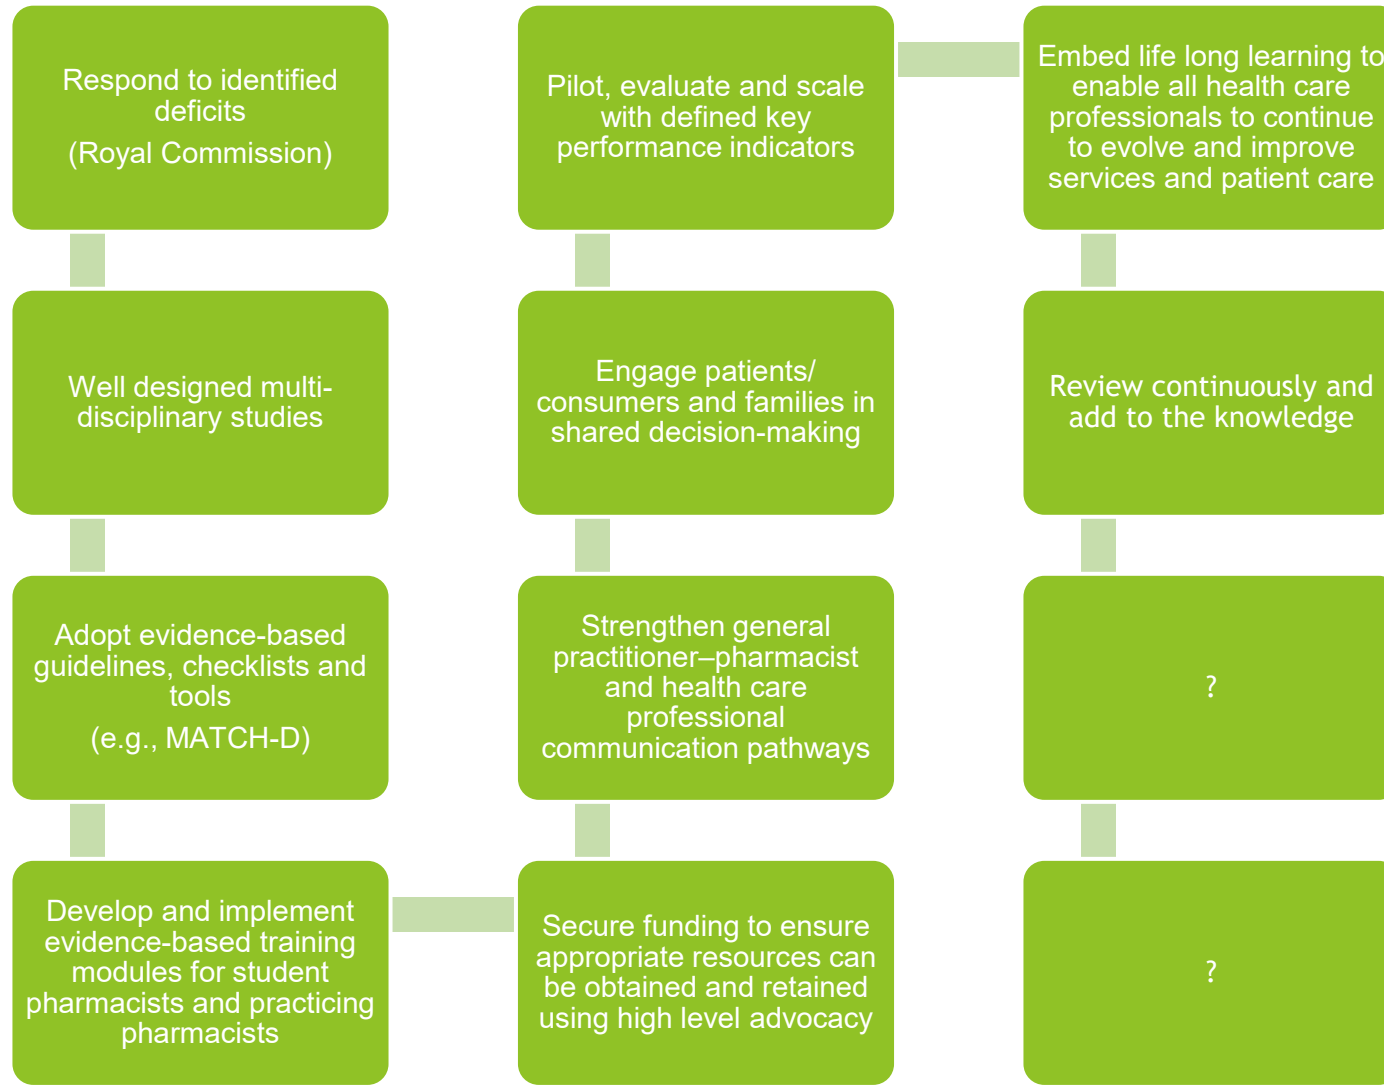 Respond to identified
deficits
(Royal Commission)
Well designed multi-
disciplinary studies
Adopt evidence-based
guidelines, checklists and
tools
(e.g., MATCH-D)
Develop and implement
evidence-based training
modules for student
pharmacists and practicing
pharmacists
Secure funding to ensure
appropriate resources can
be obtained and retained
using high level advocacy
Strengthen general
practitioner–pharmacist
and health care
professional
communication pathways
Engage patients/
consumers and families in
shared decision-making
Pilot, evaluate and scale
with defined key
performance indicators
Embed life long learning to
enable all health care
professionals to continue
to evolve and improve
services and patient care
Review continuously and
add to the knowledge
?
?